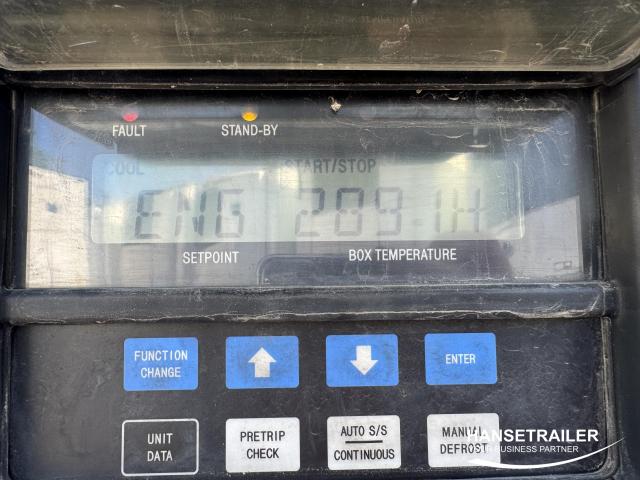 FAULT STAND-BY
COOL START/STOP
ENG 2891H
SETPOINT BOX TEMPERATURE
FUNCTION CHANGE ENTER
UNIT DATA PRETRIP CHECK AUTO S/S CONTINUOUS MANUAL DEFROST
HANSETRAILER
YOUR BUSINESS PARTNER